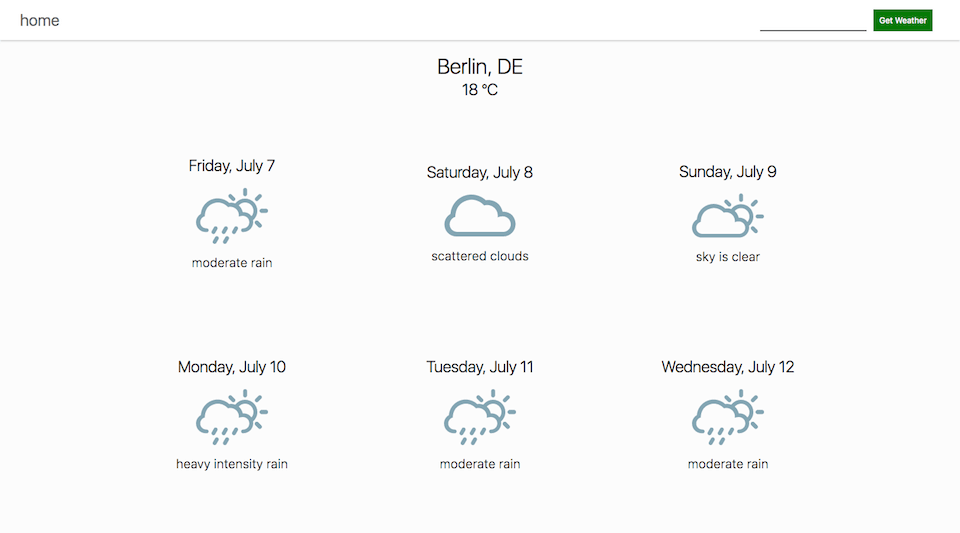 home
Get Weather
Berlin, DE
18 °C
Friday, July 7
Saturday, July 8
Sunday, July 9
moderate rain
scattered clouds
sky is clear
Monday, July 10
Tuesday, July 11
Wednesday, July 12
heavy intensity rain
moderate rain
moderate rain